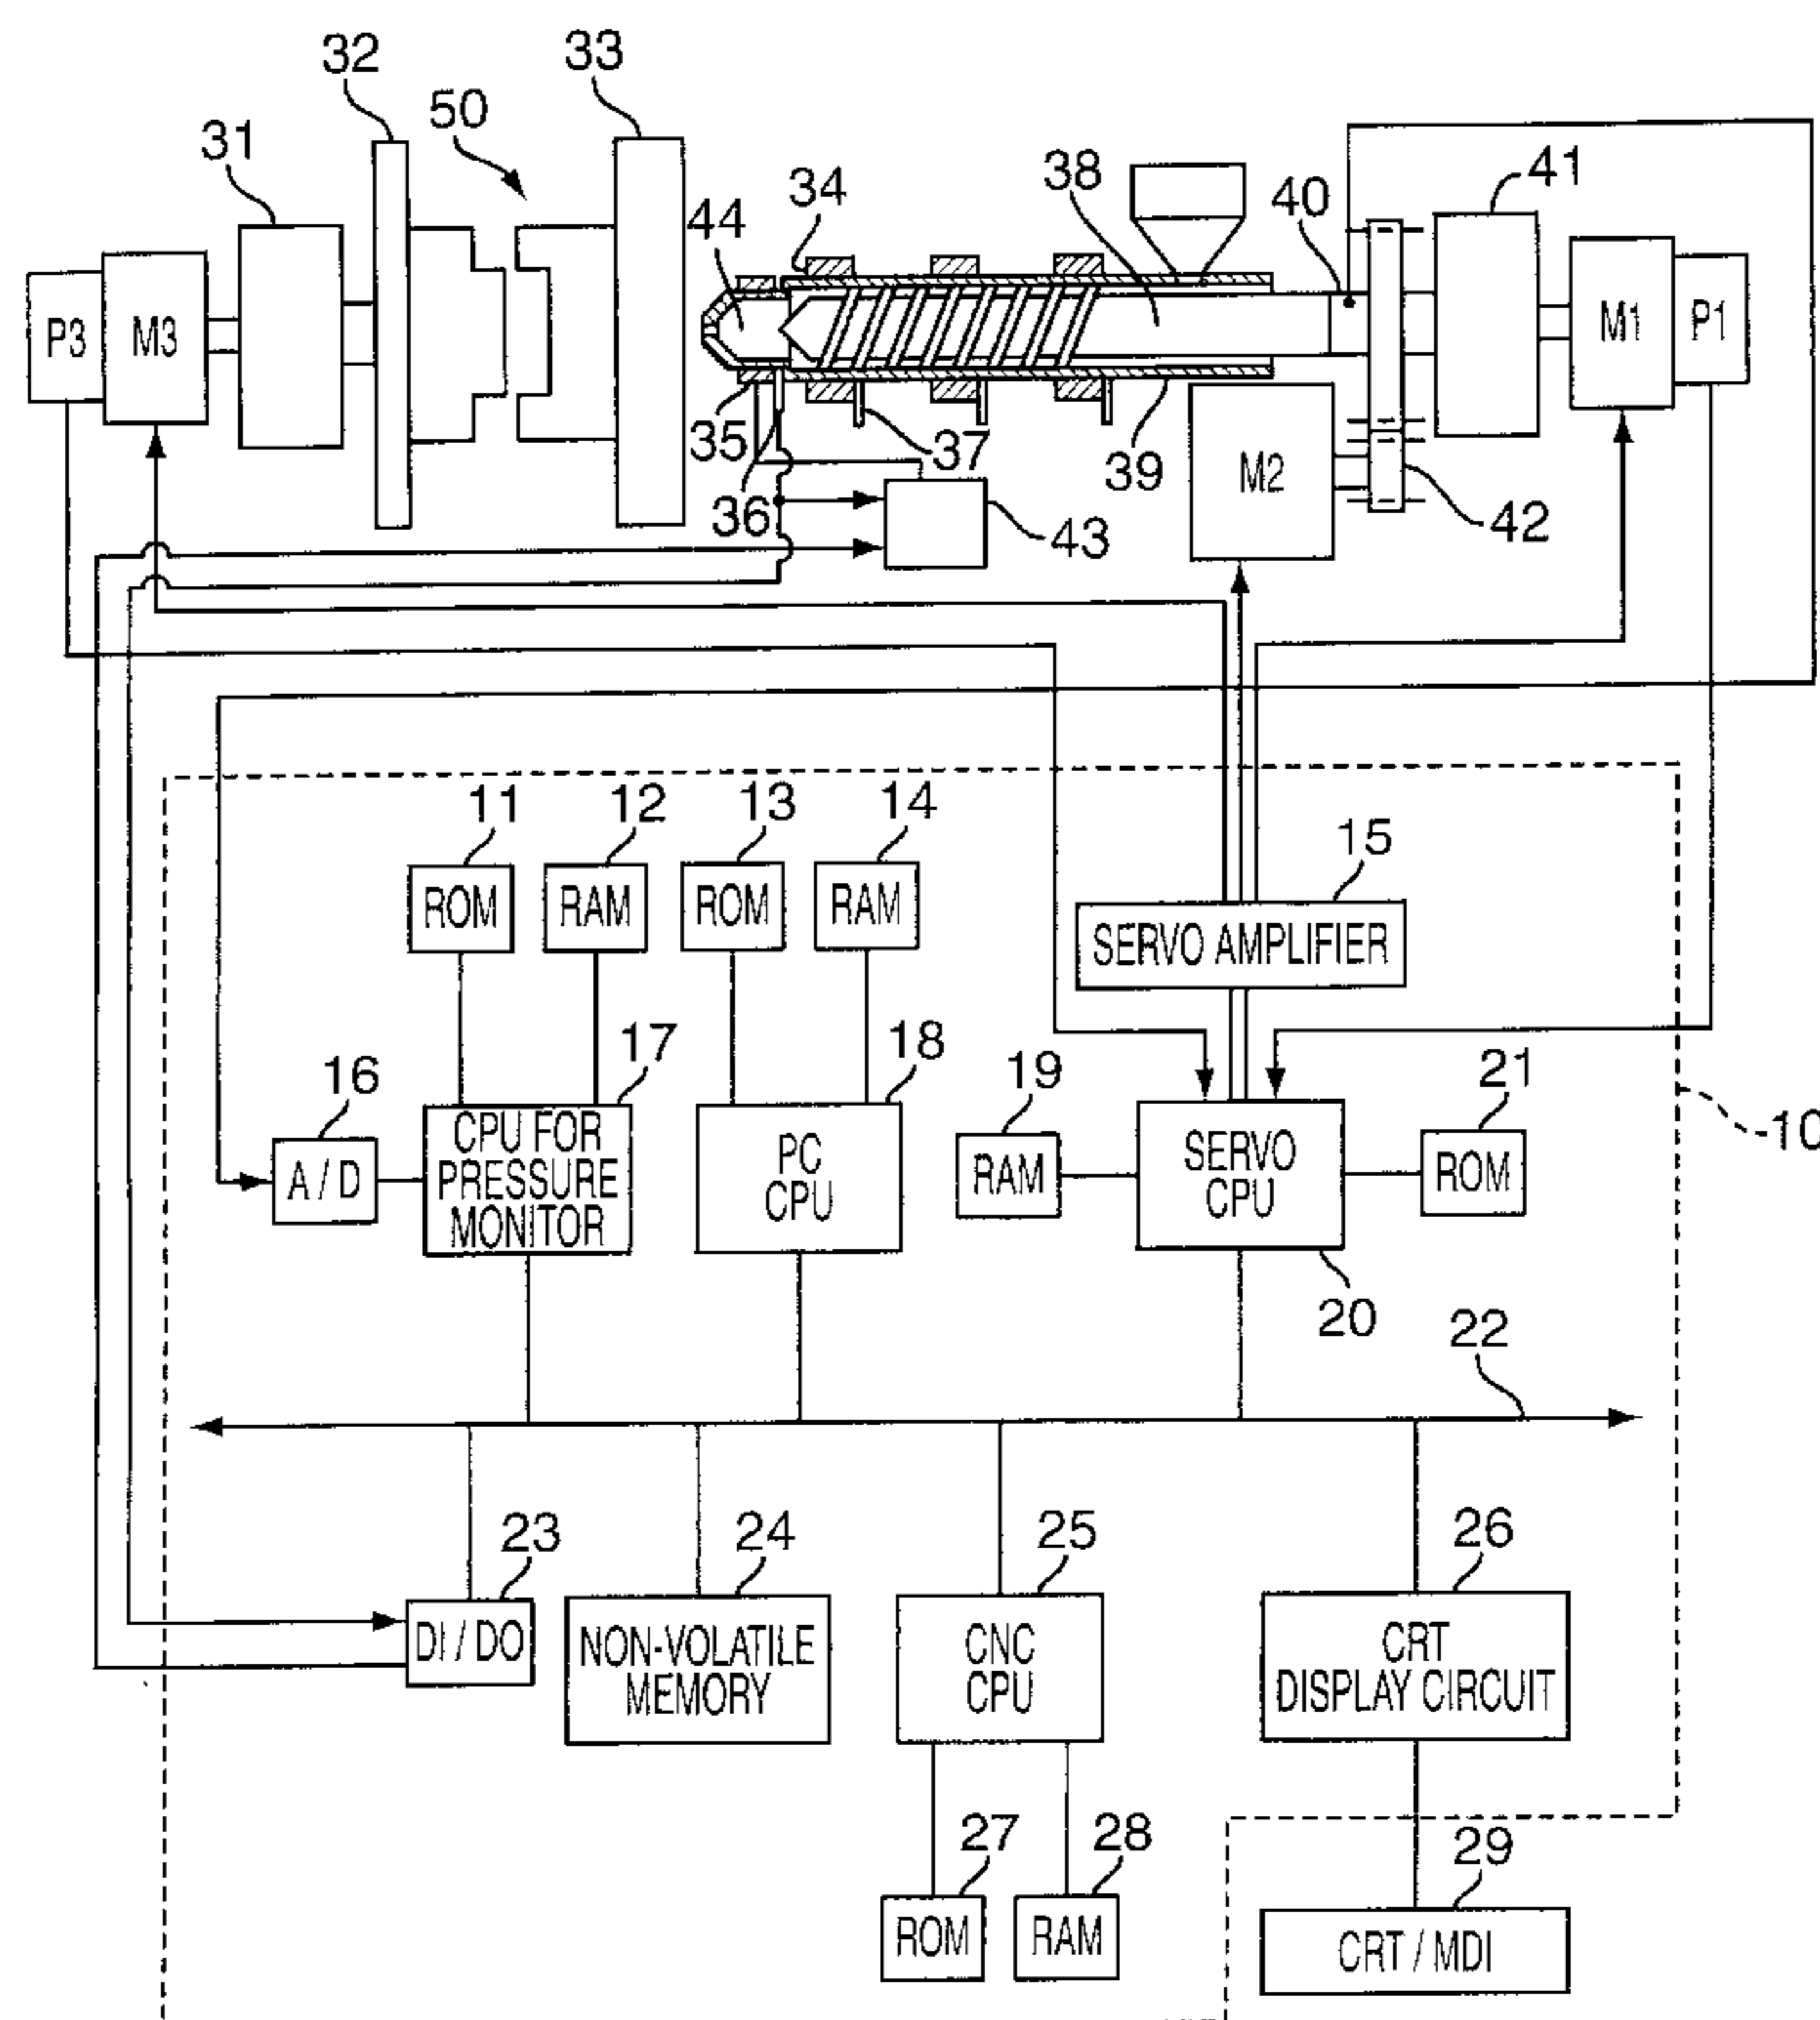 32
33
50
31
34
38
40
41
44
P3
M3
M1
P1
35
36
37
39
M2
43
42
11
12
13
14
15
ROM
RAM
ROM
RAM
SERVO AMPLIFIER
16
17
18
19
21
10
A / D
CPU FOR
PRESSURE
MONITOR
PC
CPU
RAM
SERVO
CPU
ROM
20
22
23
24
25
26
DI / DO
NON-VOLATILE
MEMORY
CNC
CPU
CRT
DISPLAY CIRCUIT
27
28
29
ROM
RAM
CRT / MDI